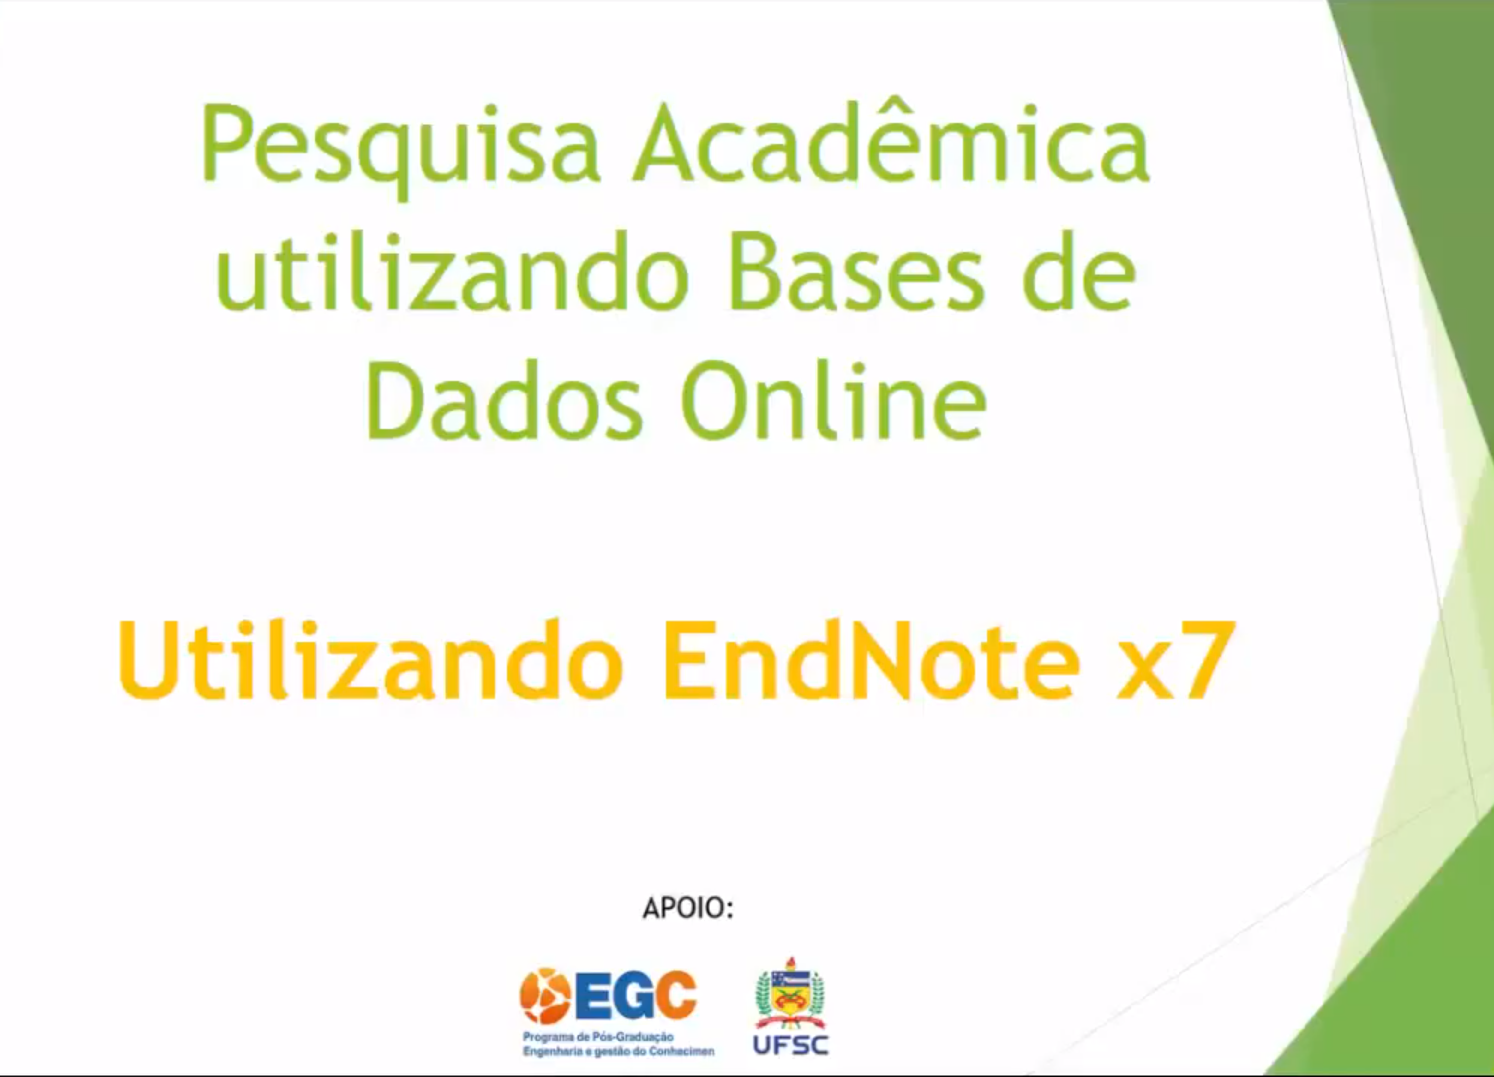 Pesquisa Acadêmica
utilizando Bases de
Dados Online
Utilizando EndNote x7
APOIO:
EGC
Programa de Pós-Graduação
Engenharia e gestão do Conhecimen
UFSC